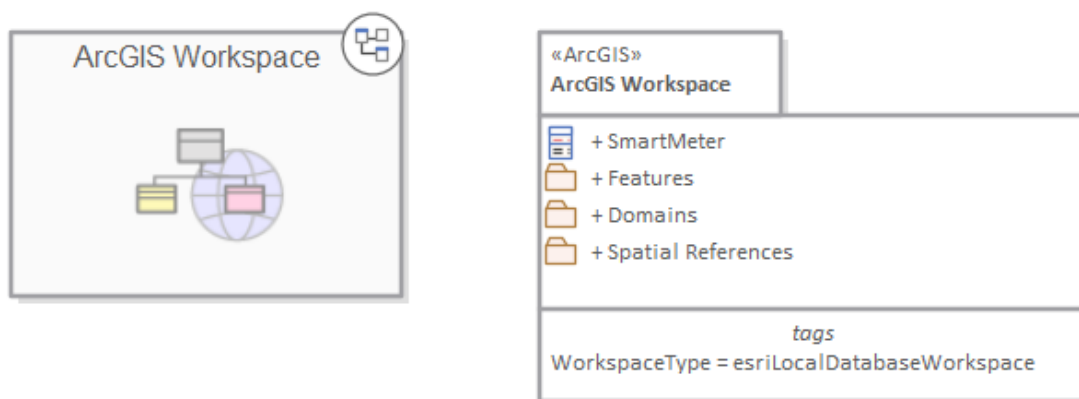 ArcGIS Workspace
«ArcGIS»
ArcGIS Workspace
+ SmartMeter
+ Features
+ Domains
+ Spatial References
tags
WorkspaceType = esriLocalDatabaseWorkspace